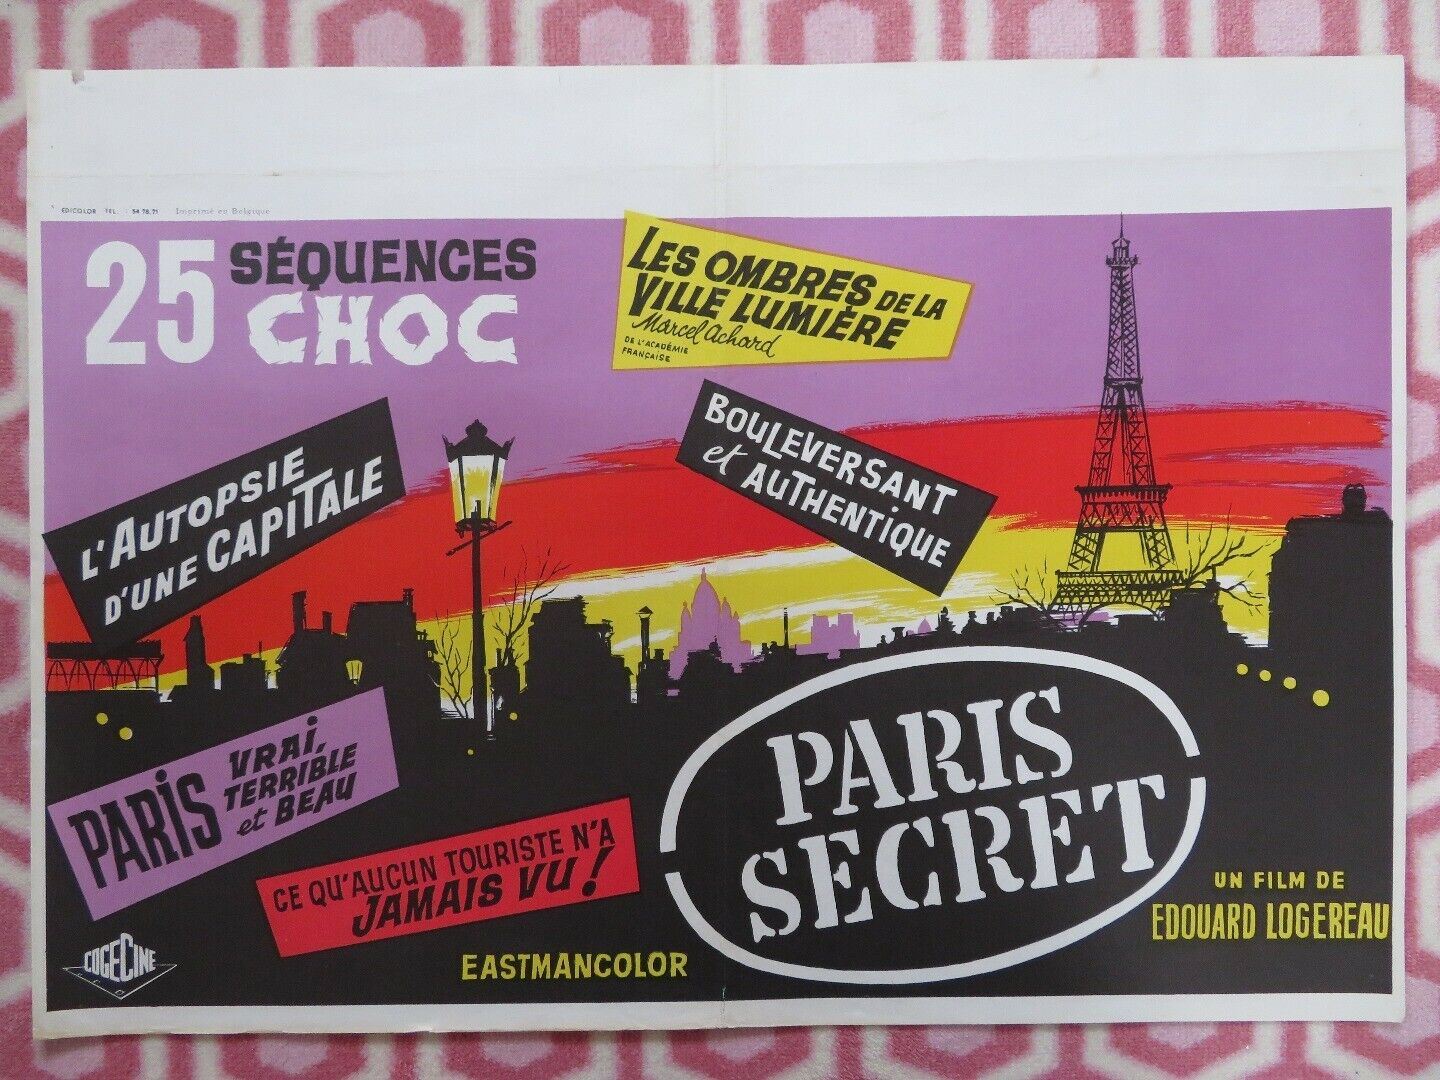 EDICOLOR TEL. : 54 78.71 Imprimé en Belgique
25 SÉQUENCES
CHOC
LES OMBRES DE LA
VILLE LUMIÈRE
Marcel Achard
DE L'ACADÉMIE
FRANÇAISE
BOULEVERSANT
et AUTHENTIQUE
L'AUTOPSIE
D'UNE CAPITALE
PARIS VRAI,
TERRIBLE
et BEAU
CE QU'AUCUN TOURISTE N'A
JAMAIS VU!
PARIS
SECRET
UN FILM DE
EDOUARD LOGEREAU
EASTMANCOLOR
COGECINE